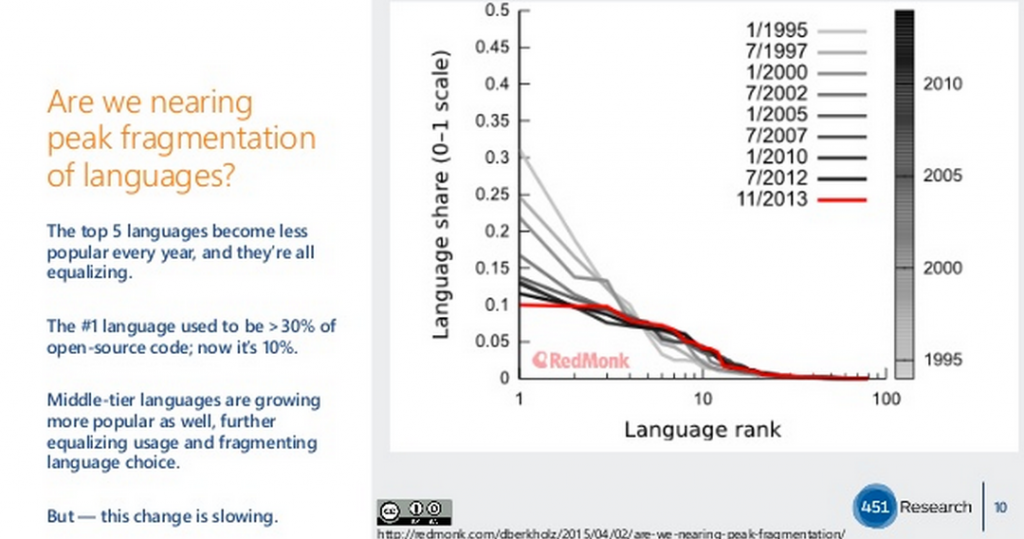 Are we nearing
peak fragmentation
of languages?
The top 5 languages become less
popular every year, and they're all
equalizing.
The #1 language used to be >30% of
open-source code; now it's 10%.
Middle-tier languages are growing
more popular as well, further
equalizing usage and fragmenting
language choice.
But — this change is slowing.
Language share (0–1 scale)
0.5
0.45
0.4
0.35
0.3
0.25
0.2
0.15
0.1
0.05
0
1
10
100
Language rank
1/1995
7/1997
1/2000
7/2002
1/2005
7/2007
1/2010
7/2012
11/2013
2010
2005
2000
1995
RedMonk
cc
BY SA
http://redmonk.com/dberkholz/2015/04/02/are-we-nearing-peak-fragmentation/
451 Research
10